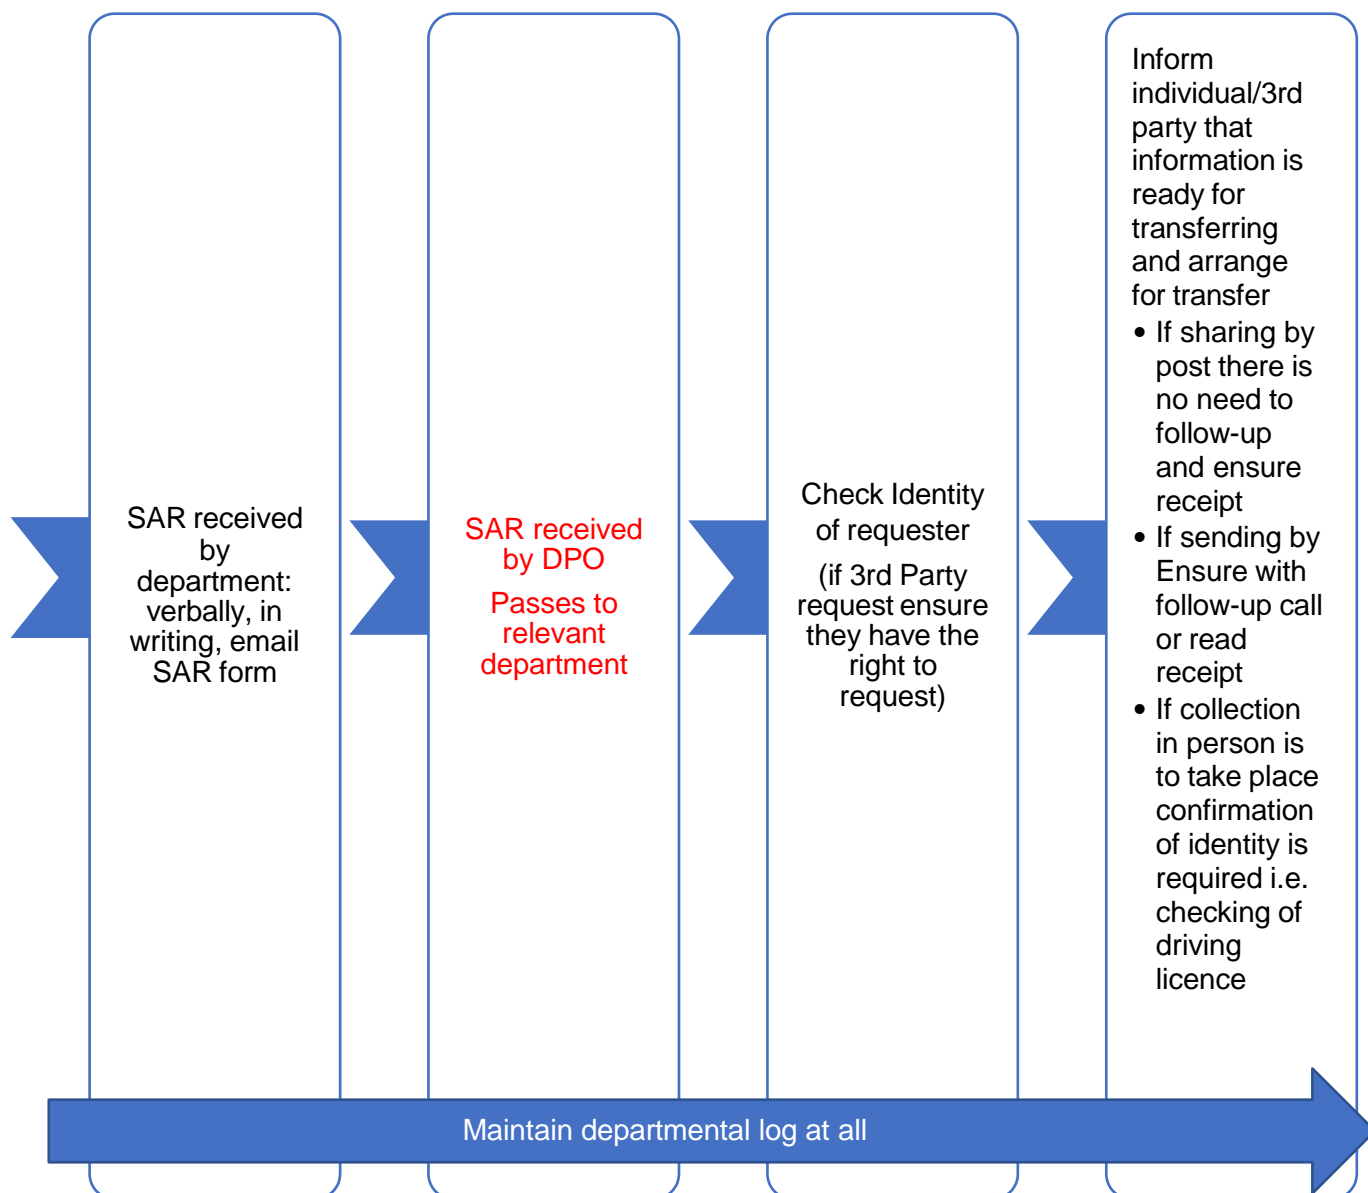 SAR received
by
department:
verbally, in
writing, email
SAR form
SAR received
by DPO
Passes to
relevant
department
Check Identity
of requester
(if 3rd Party
request ensure
they have the
right to
request)
Inform
individual/3rd
party that
information is
ready for
transferring
and arrange
for transfer
• If sharing by
post there is
no need to
follow-up
and ensure
receipt
• If sending by
Ensure with
follow-up call
or read
receipt
• If collection
in person is
to take place
confirmation
of identity is
required i.e.
checking of
driving
licence
Maintain departmental log at all